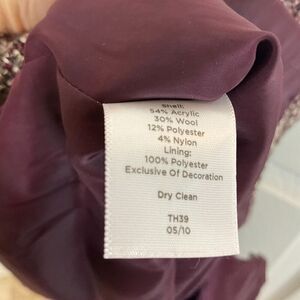 Shell:
54% Acrylic
30% Wool
12% Polyester
4% Nylon
Lining:
100% Polyester
Exclusive Of Decoration
Dry Clean
TH39
05/10